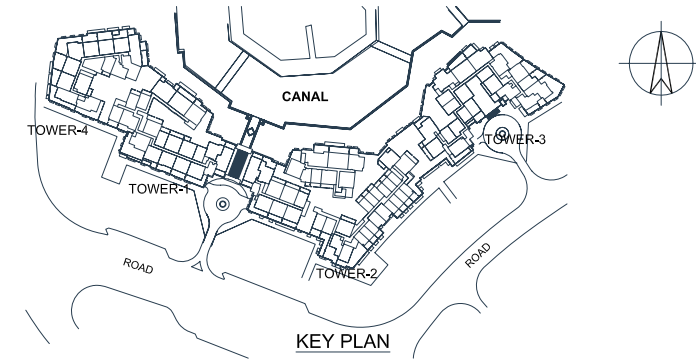 CANAL
TOWER-4
TOWER-3
TOWER-1
ROAD
ROAD
TOWER-2
KEY PLAN